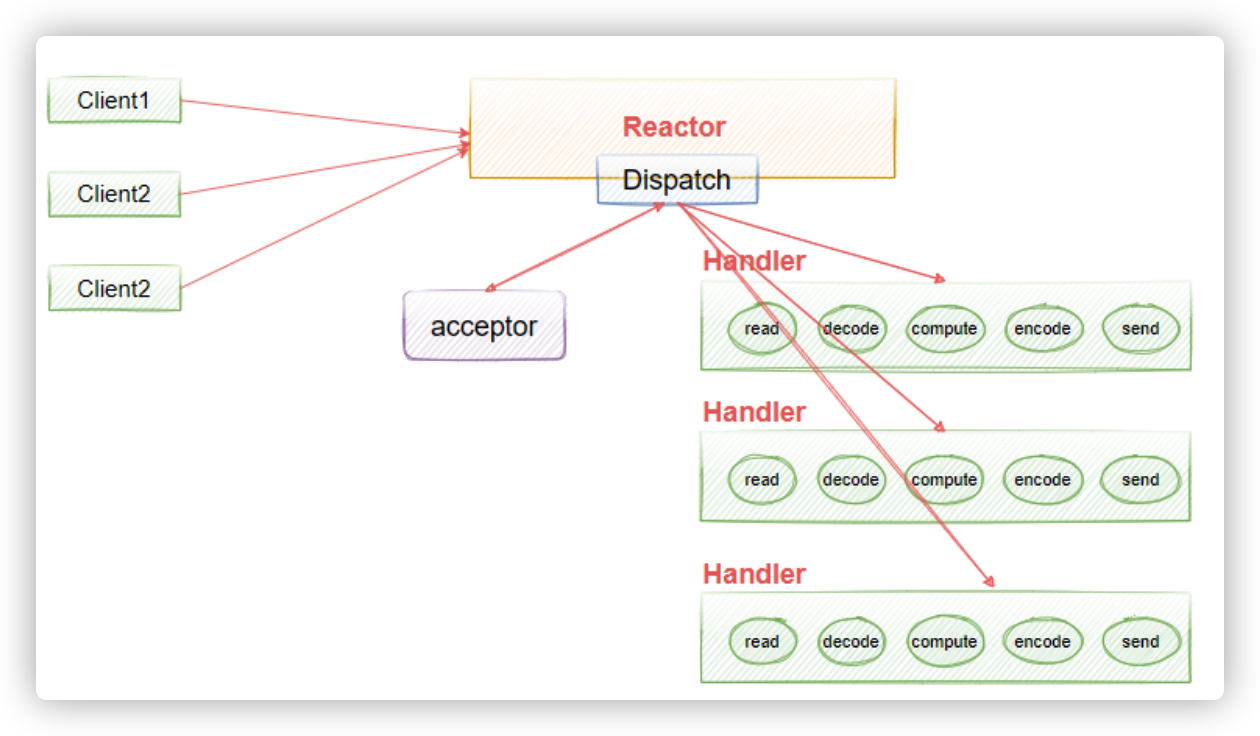 Client1
Client2
Client2
Reactor
Dispatch
acceptor
Handler
read decode compute encode send
Handler
read decode compute encode send
Handler
read decode compute encode send